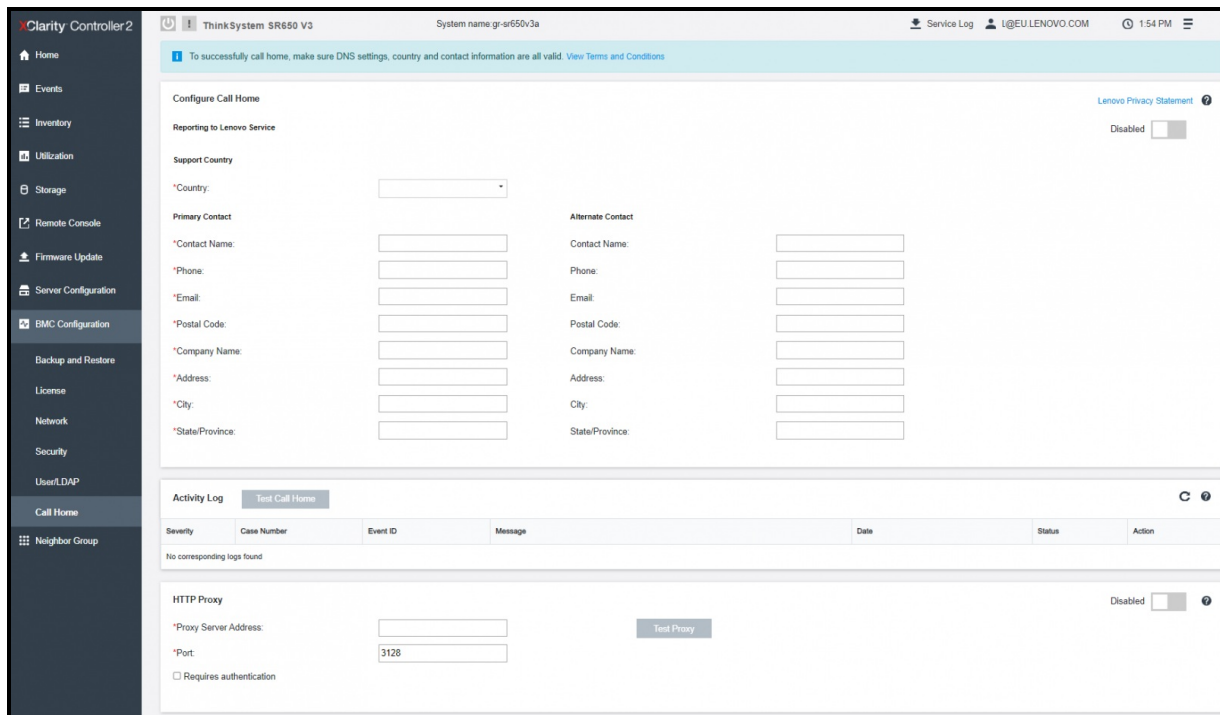 XClarity Controller 2
ThinkSystem SR650 V3
System name:gr-sr650v3a
Service Log
L@EU.LENOVO.COM
1:54 PM
Home
Events
Inventory
Utilization
Storage
Remote Console
Firmware Update
Server Configuration
BMC Configuration
Backup and Restore
License
Network
Security
User/LDAP
Call Home
Neighbor Group
To successfully call home, make sure DNS settings, country and contact information are all valid. View Terms and Conditions
Configure Call Home
Lenovo Privacy Statement
Reporting to Lenovo Service
Disabled
Support Country
*Country:
Primary Contact
Alternate Contact
*Contact Name:
Contact Name:
*Phone:
Phone:
*Email:
Email:
*Postal Code:
Postal Code:
*Company Name:
Company Name:
*Address:
Address:
*City:
City:
*State/Province:
State/Province:
Activity Log
Test Call Home
Severity
Case Number
Event ID
Message
Date
Status
Action
No corresponding logs found
HTTP Proxy
Disabled
*Proxy Server Address:
Test Proxy
*Port:
3128
Requires authentication